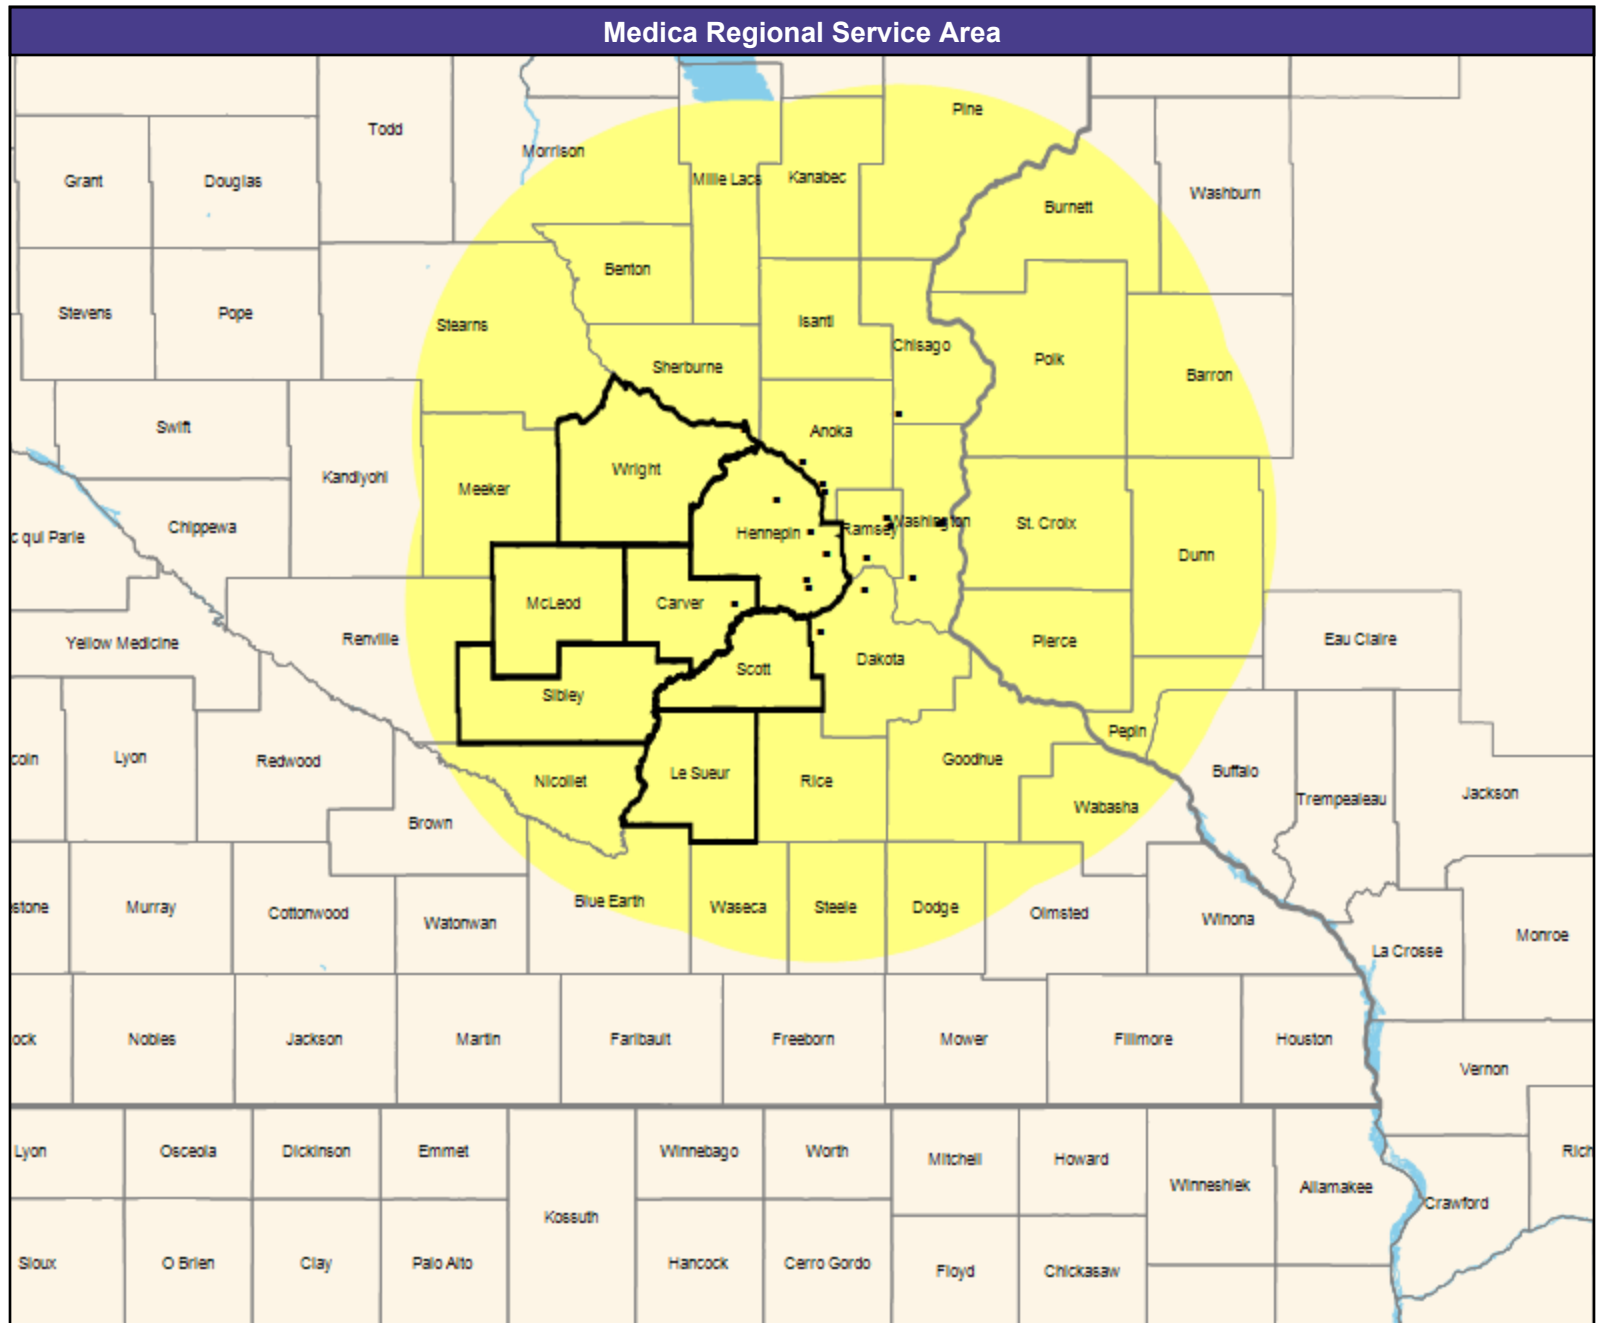 Medica Regional Service Area
Pine
Todd
Morrison
Grant
Douglas
Mille Lacs
Kanabec
Washburn
Burnett
Benton
Stevens
Pope
Stearns
Isanti
Chisago
Sherburne
Polk
Barron
Swift
Anoka
Kandiyohi
Wright
Meeker
Chippewa
c qui Parle
Hennepin
Ramsey
Washington
St. Croix
Dunn
McLeod
Carver
Yellow Medicine
Renville
Pierce
Eau Claire
Scott
Dakota
Sibley
coln
Lyon
Redwood
Pepin
Nicollet
Le Sueur
Rice
Goodhue
Buffalo
Trempealeau
Jackson
Wabasha
Brown
stone
Murray
Cottonwood
Watonwan
Blue Earth
Waseca
Steele
Dodge
Olmsted
Winona
Monroe
La Crosse
ock
Nobles
Jackson
Martin
Faribault
Freeborn
Mower
Fillmore
Houston
Vernon
Lyon
Osceola
Dickinson
Emmet
Winnebago
Worth
Mitchell
Howard
Rich
Winneshiek
Allamakee
Crawford
Kossuth
Sioux
O Brien
Clay
Palo Alto
Hancock
Cerro Gordo
Floyd
Chickasaw